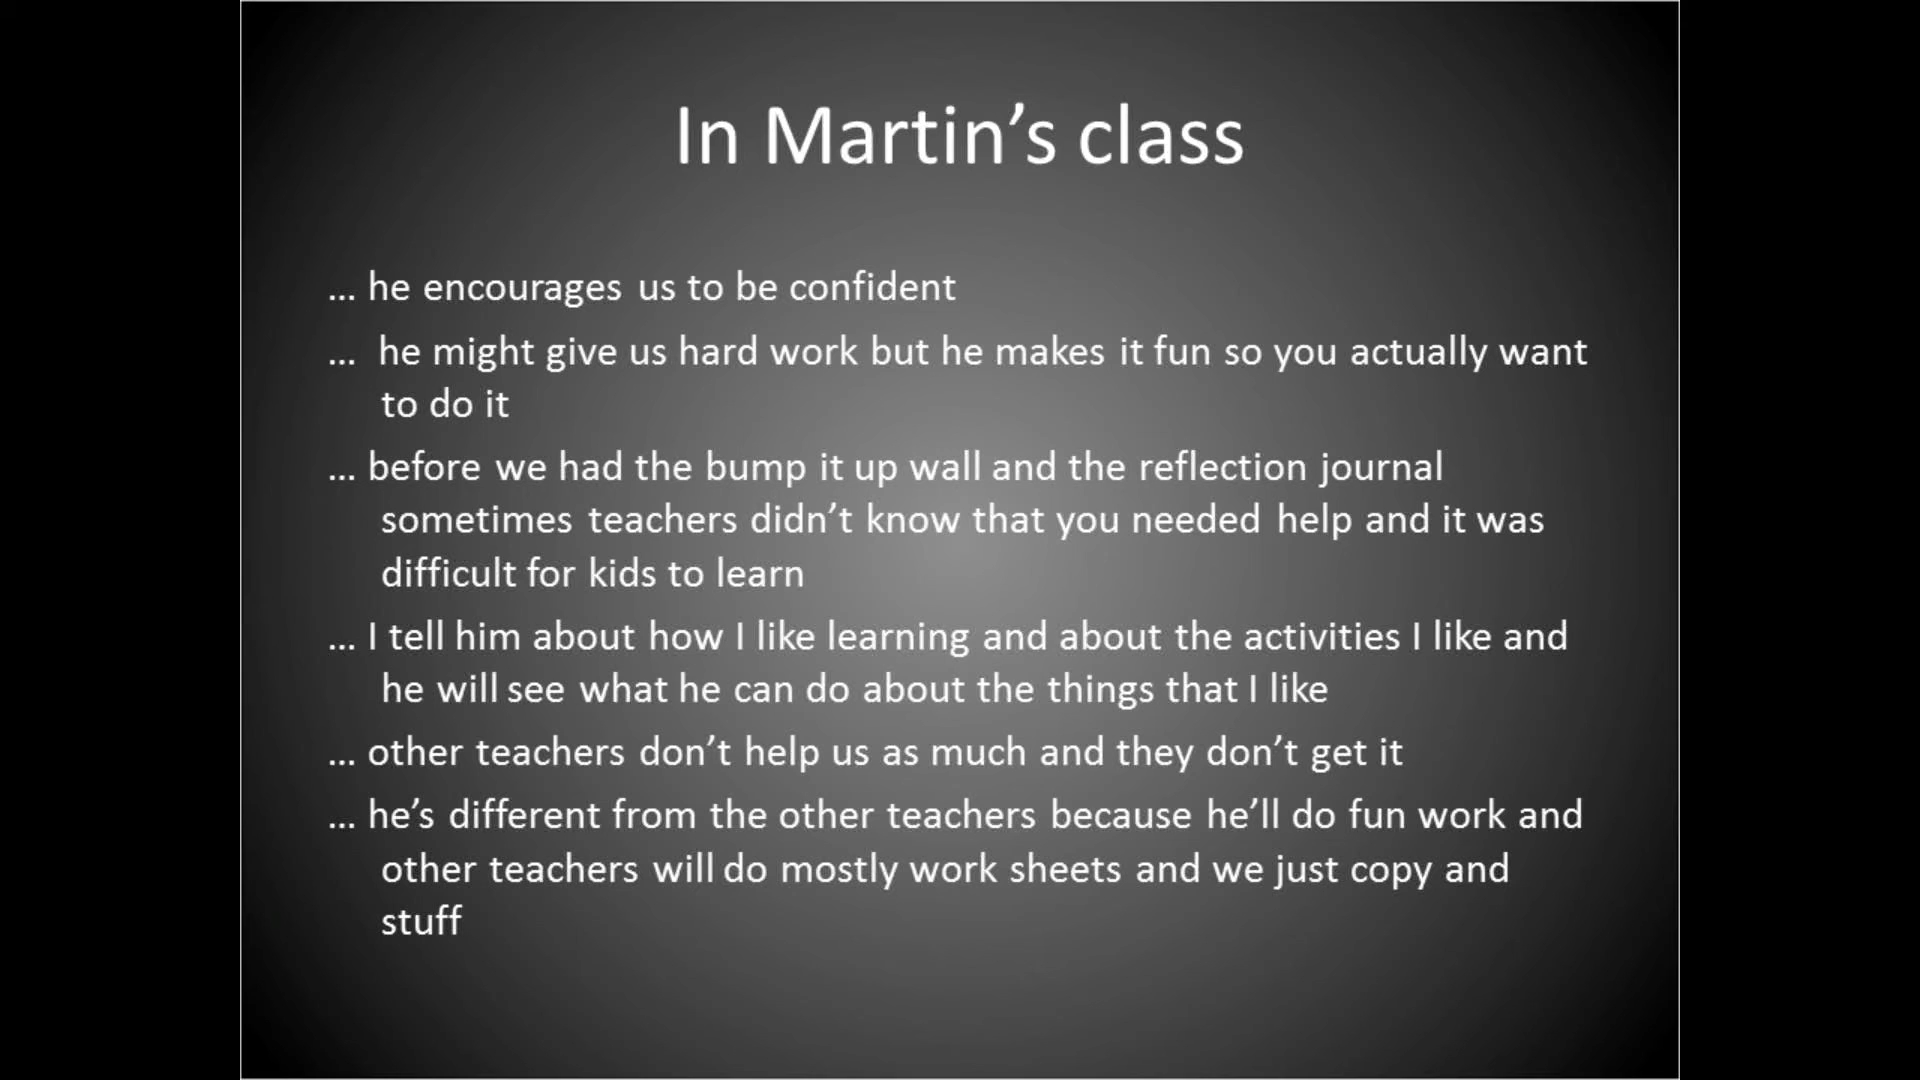 In Martin’s class
... he encourages us to be confident
...  he might give us hard work but he makes it fun so you actually want
to do it
... before we had the bump it up wall and the reflection journal
sometimes teachers didn’t know that you needed help and it was
difficult for kids to learn
... I tell him about how I like learning and about the activities I like and
he will see what he can do about the things that I like
... other teachers don’t help us as much and they don’t get it
... he’s different from the other teachers because he’ll do fun work and
other teachers will do mostly work sheets and we just copy and
stuff